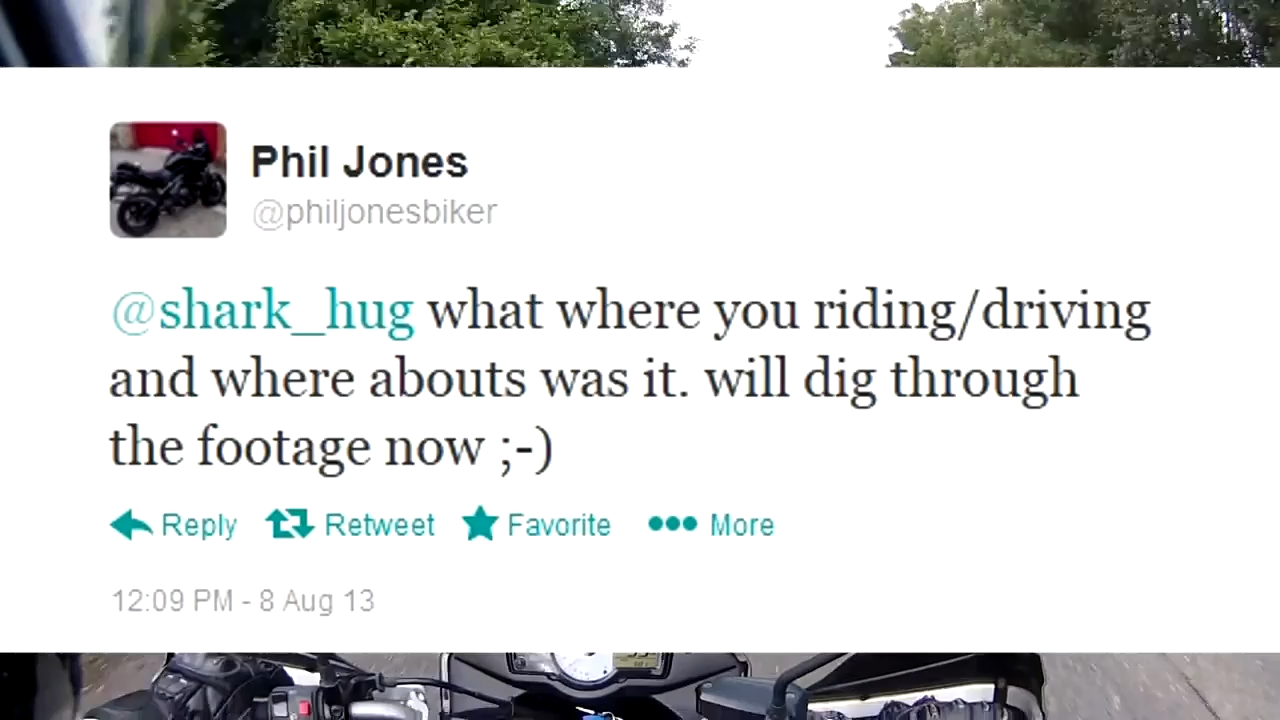 Phil Jones
@philjonesbiker
@shark_hug what where you riding/driving
and where abouts was it. will dig through
the footage now ;-)
Reply Retweet Favorite More
12:09 PM - 8 Aug 13